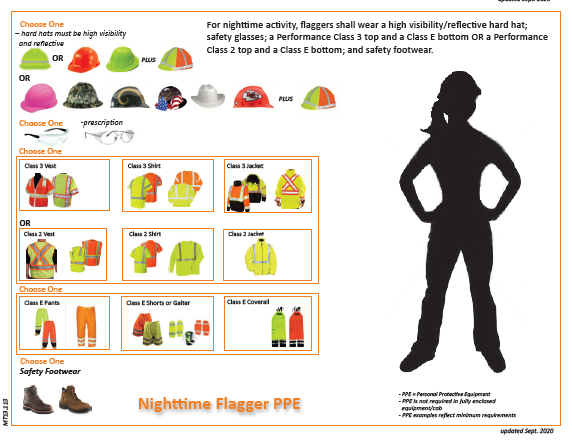 updated Sept. 2020
Choose One
– hard hats must be high visibility
and reflective
OR
PLUS
OR
PLUS
For nighttime activity, flaggers shall wear a high visibility/reflective hard hat;
safety glasses; a Performance Class 3 top and a Class E bottom OR a Performance
Class 2 top and a Class E bottom; and safety footwear.
Choose One
-prescription
Choose One
Class 3 Vest
Class 3 Shirt
Class 3 Jacket
OR
Class 2 Vest
Class 2 Shirt
Class 2 Jacket
Choose One
Class E Pants
Class E Shorts or Gaiter
Class E Coverall
Choose One
Safety Footwear
Nighttime Flagger PPE
- PPE = Personal Protective Equipment
- PPE is not required in fully enclosed
equipment/cab
- PPE examples reflect minimum requirements
MT13113
updated Sept. 2020